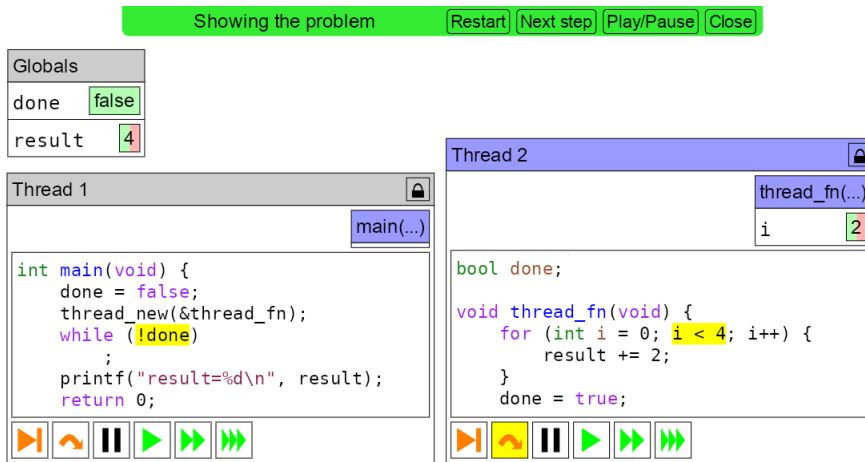 Showing the problem Restart Next step Play/Pause Close
Globals
done false
result 4
Thread 1
main(...)
int main(void) {
    done = false;
    thread_new(&thread_fn);
    while (!done)
        ;
    printf("result=%d\n", result);
    return 0;
Thread 2
thread_fn(...)
i 2
bool done;
void thread_fn(void) {
    for (int i = 0; i < 4; i++) {
        result += 2;
    }
    done = true;